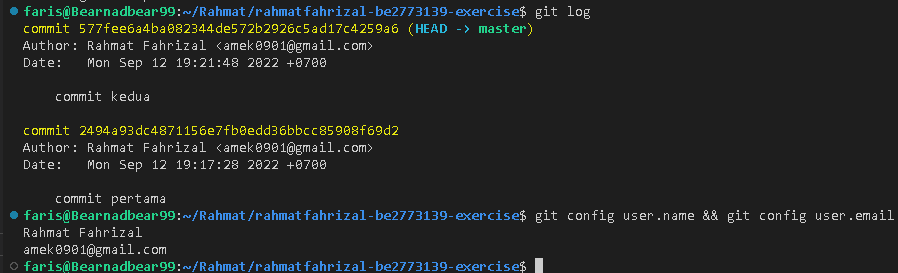 faris@Bearnadbear99:~/Rahmat/rahmatfahrizal-be2773139-exercise$ git log
commit 577fee6a4ba082344de572b2926c5ad17c4259a6 (HEAD -> master)
Author: Rahmat Fahrizal <amek0901@gmail.com>
Date:   Mon Sep 12 19:21:48 2022 +0700
    commit kedua
commit 2494a93dc4871156e7fb0edd36bbcc85908f69d2
Author: Rahmat Fahrizal <amek0901@gmail.com>
Date:   Mon Sep 12 19:17:28 2022 +0700
    commit pertama
faris@Bearnadbear99:~/Rahmat/rahmatfahrizal-be2773139-exercise$ git config user.name && git config user.email
Rahmat Fahrizal
amek0901@gmail.com
faris@Bearnadbear99:~/Rahmat/rahmatfahrizal-be2773139-exercise$